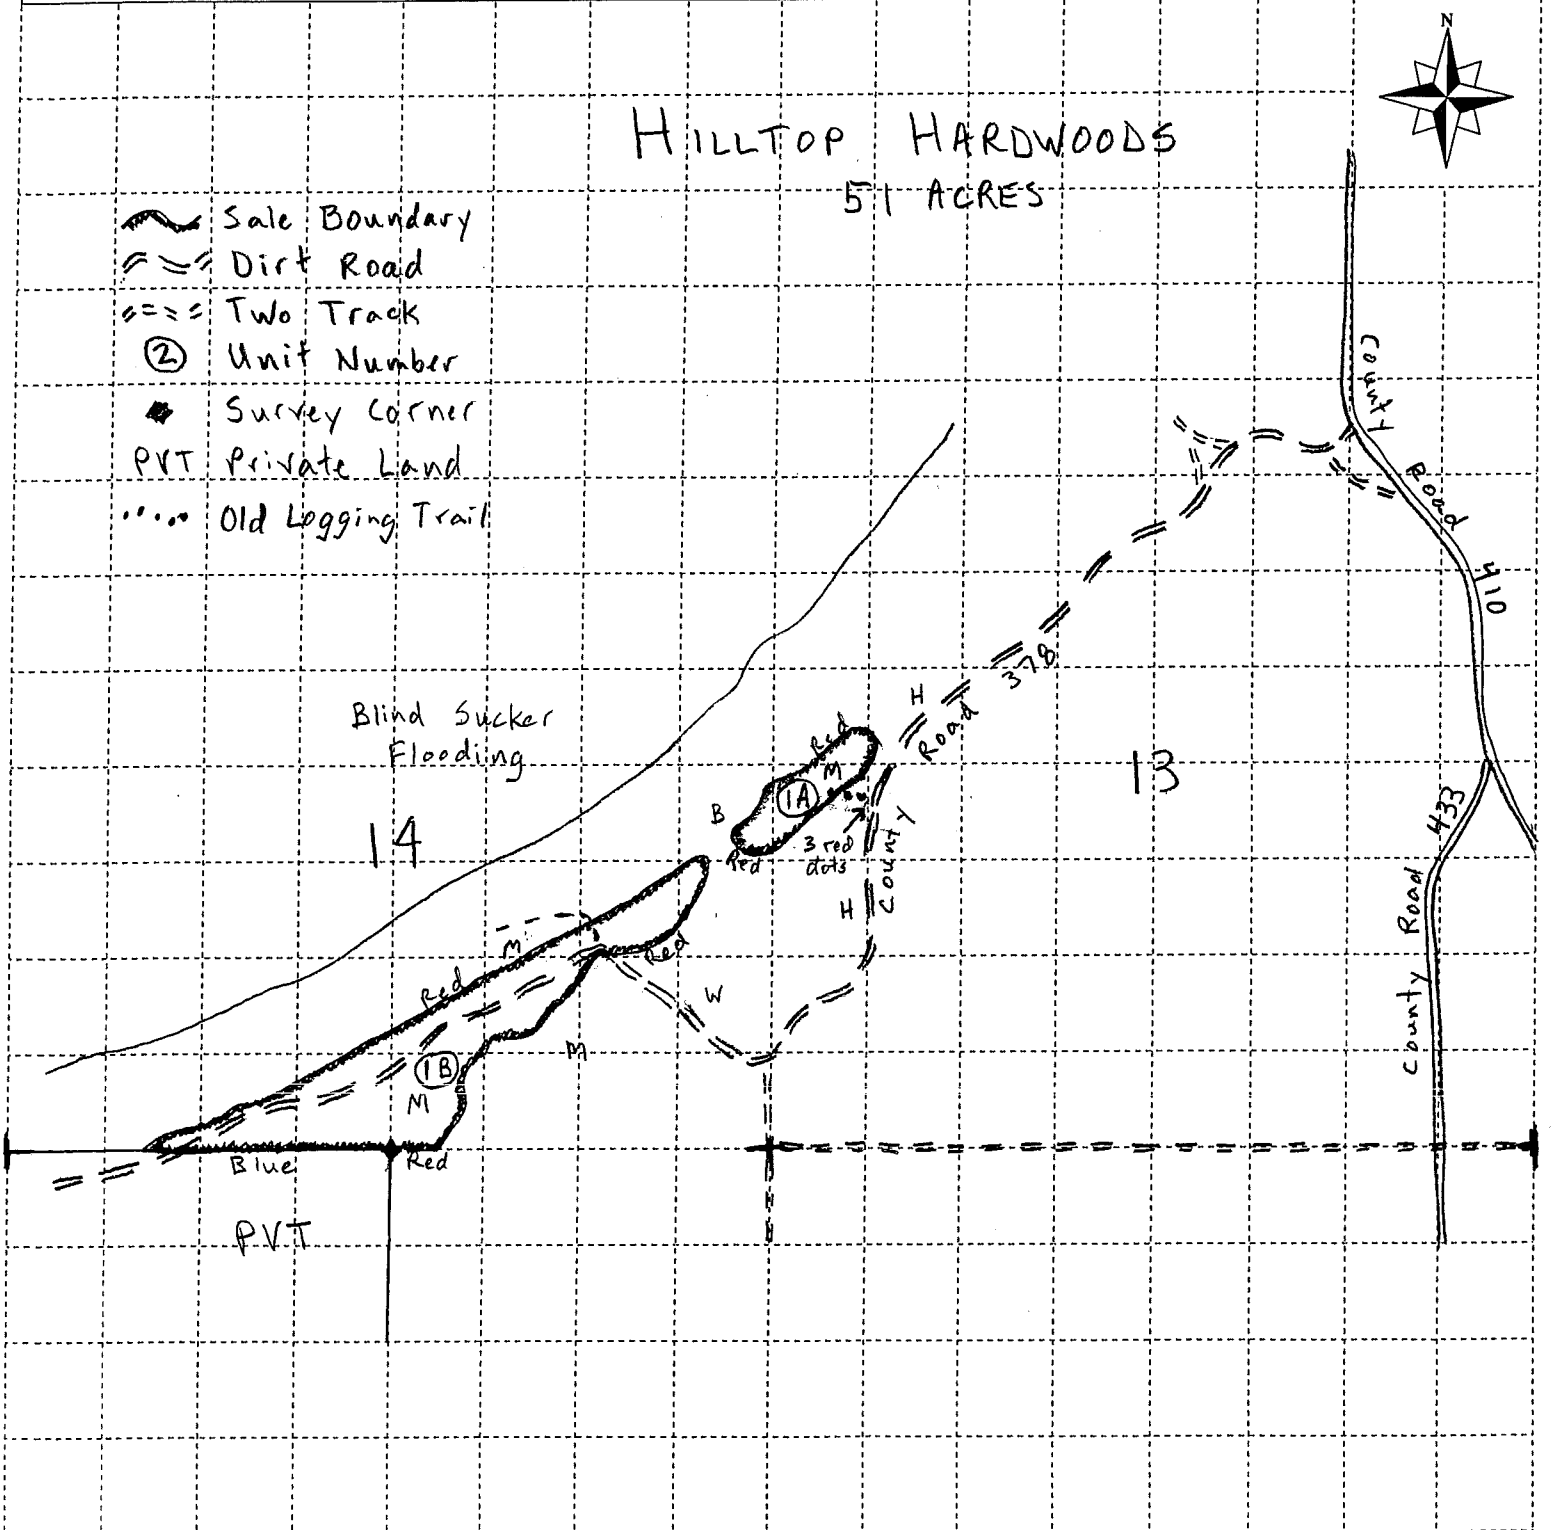 N
HILLTOP HARDWOODS
51 ACRES
Sale Boundary
Dirt Road
Two Track
2 Unit Number
Survey Corner
PVT Private Land
Old Logging Trail
County Road 410
Blind Sucker
Flooding
H
County Road 378
13
14
Red
M
1A
B
Red
3 red
dots
H
433
County Road
M
Red
Red
W
M
1B
M
Blue
Red
PVT